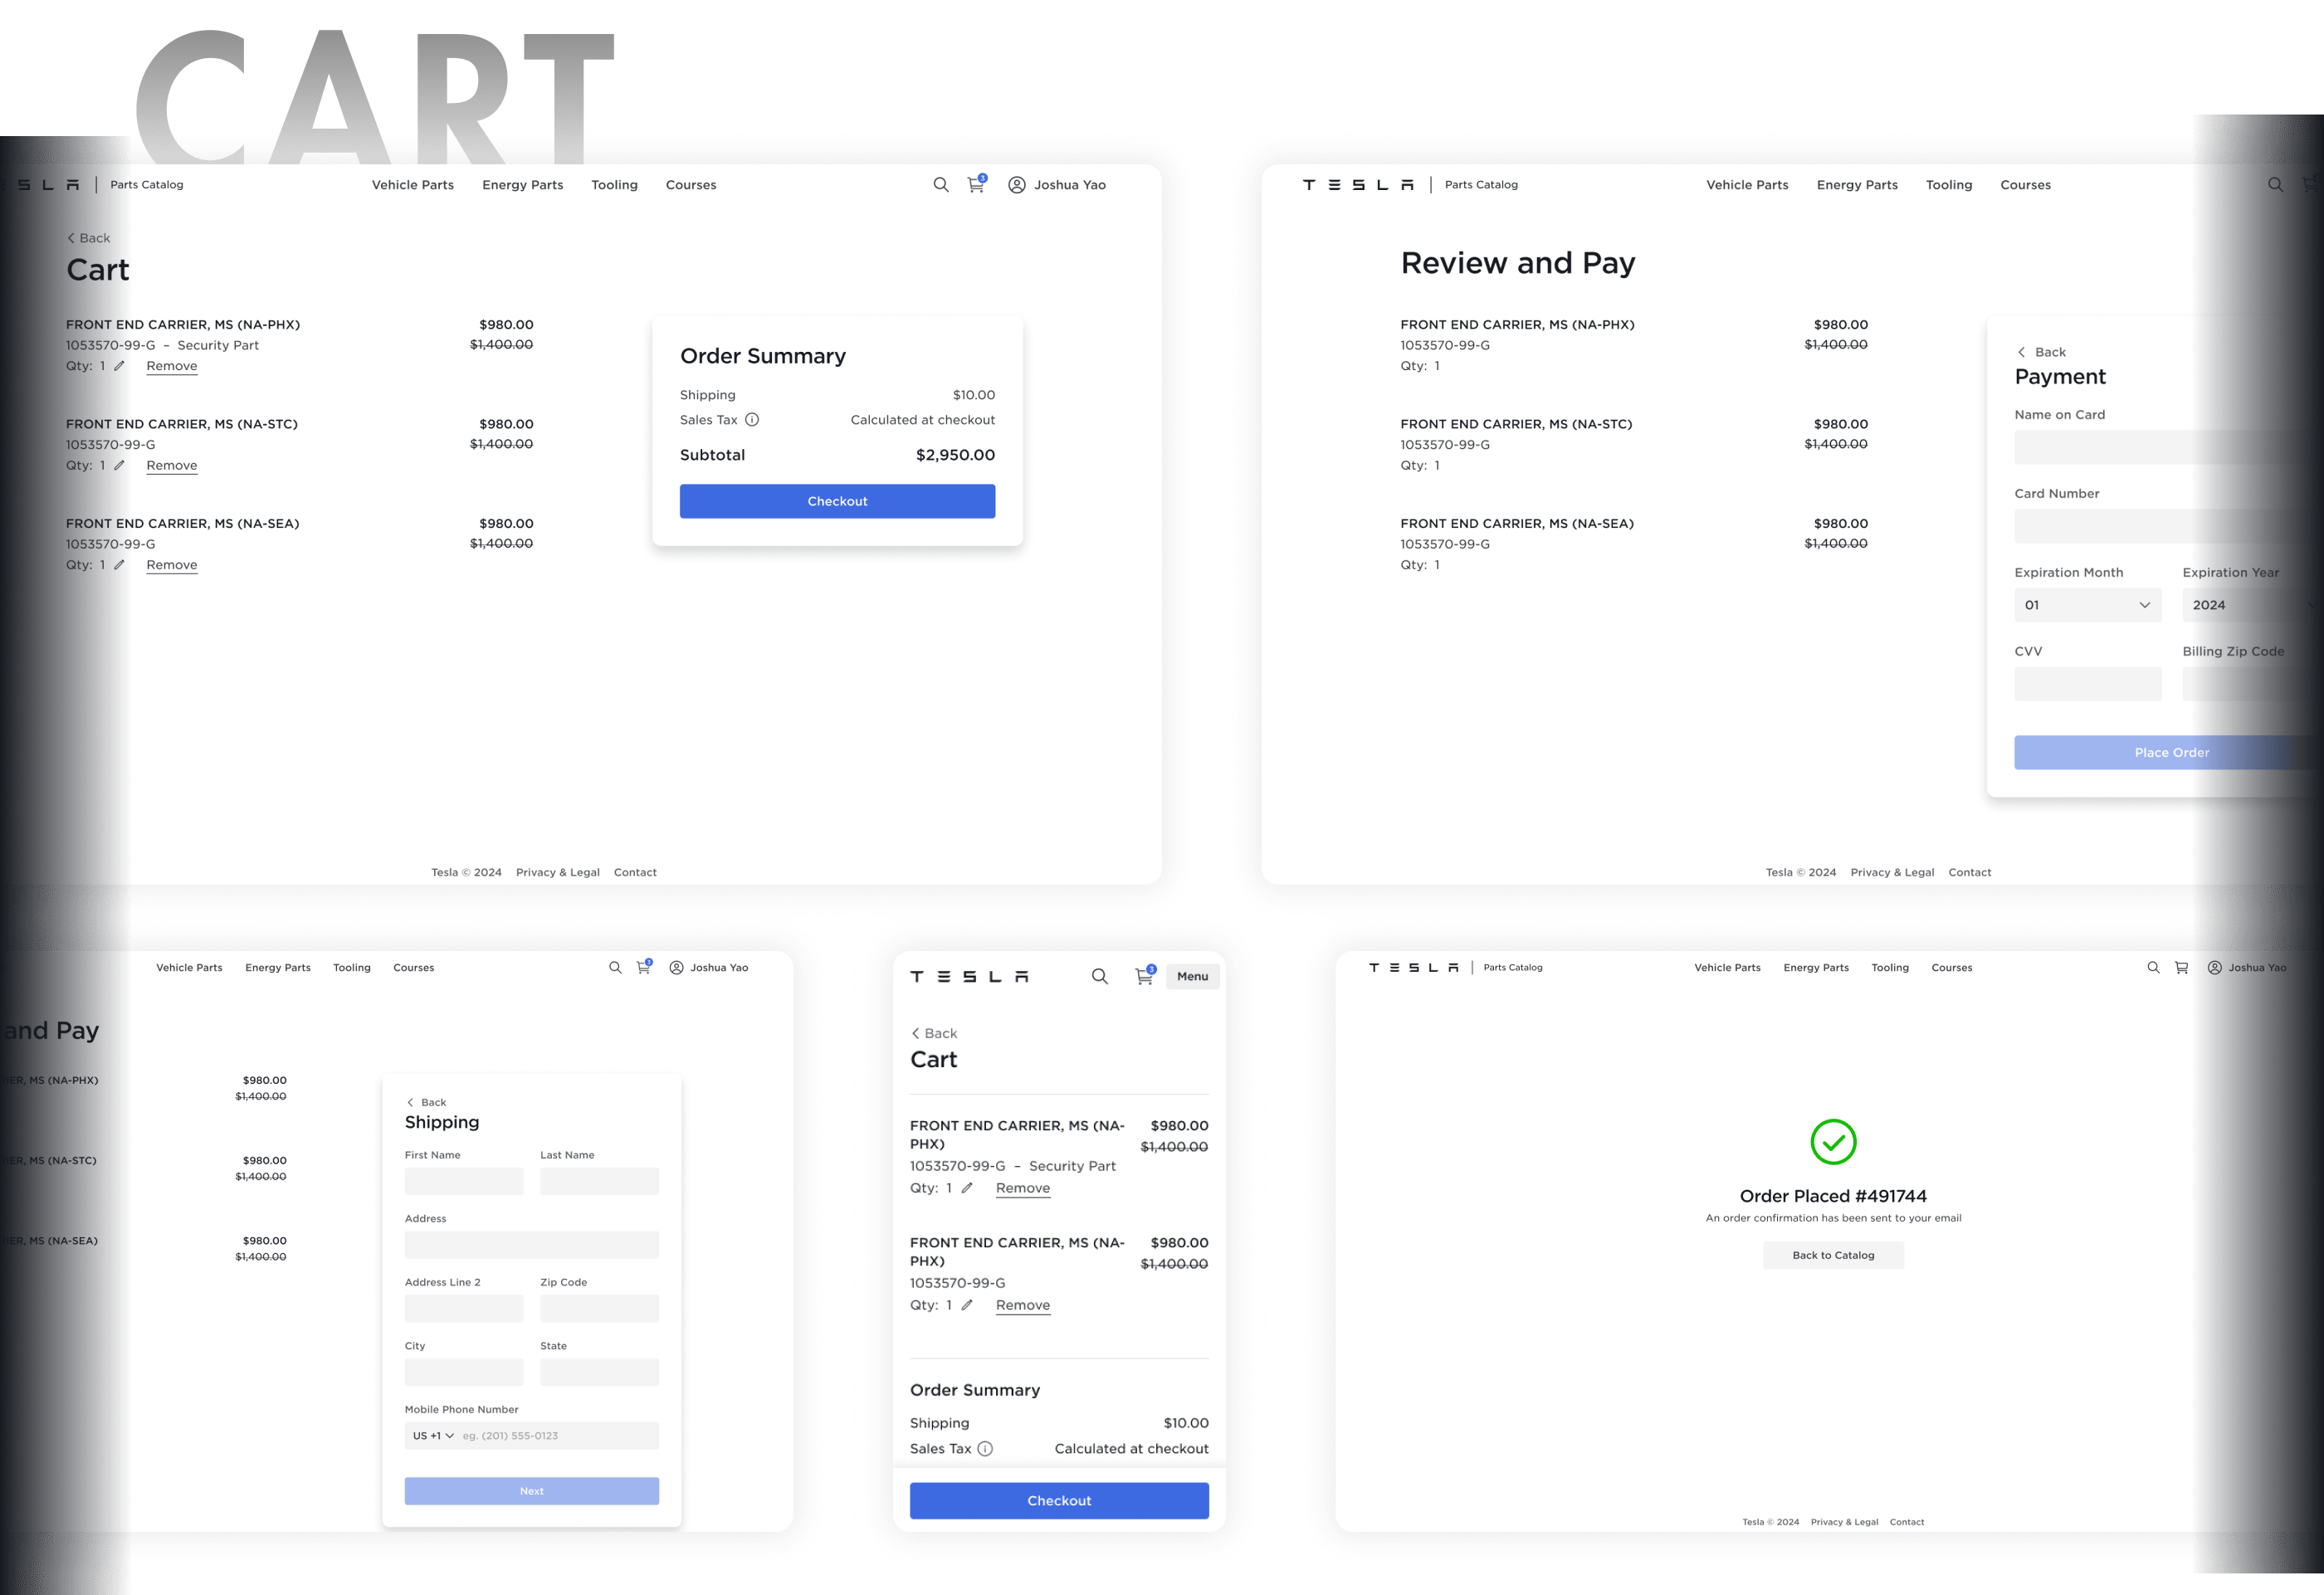 CART
S L A | Parts Catalog
Vehicle Parts Energy Parts Tooling Courses
3
Joshua Yao
Back
Cart
FRONT END CARRIER, MS (NA-PHX) $980.00
1053570-99-G – Security Part $1,400.00
Qty: 1 Remove
FRONT END CARRIER, MS (NA-STC) $980.00
1053570-99-G $1,400.00
Qty: 1 Remove
FRONT END CARRIER, MS (NA-SEA) $980.00
1053570-99-G $1,400.00
Qty: 1 Remove
Order Summary
Shipping $10.00
Sales Tax Calculated at checkout
Subtotal $2,950.00
Checkout
Tesla © 2024 Privacy & Legal Contact
TESLA | Parts Catalog
Vehicle Parts Energy Parts Tooling Courses
Review and Pay
FRONT END CARRIER, MS (NA-PHX) $980.00
1053570-99-G $1,400.00
Qty: 1
FRONT END CARRIER, MS (NA-STC) $980.00
1053570-99-G $1,400.00
Qty: 1
FRONT END CARRIER, MS (NA-SEA) $980.00
1053570-99-G $1,400.00
Qty: 1
Back
Payment
Name on Card
Card Number
Expiration Month Expiration Year
01 2024
CVV Billing Zip Code
Place Order
Tesla © 2024 Privacy & Legal Contact
Vehicle Parts Energy Parts Tooling Courses
3
Joshua Yao
and Pay
MS (NA-PHX) $980.00
$1,400.00
MS (NA-STC) $980.00
$1,400.00
MS (NA-SEA) $980.00
$1,400.00
Back
Shipping
First Name Last Name
Address
Address Line 2 Zip Code
City State
Mobile Phone Number
US +1 eg. (201) 555-0123
Next
TESLA
3
Menu
Back
Cart
FRONT END CARRIER, MS (NA- $980.00
PHX) $1,400.00
1053570-99-G – Security Part
Qty: 1 Remove
FRONT END CARRIER, MS (NA- $980.00
PHX) $1,400.00
1053570-99-G
Qty: 1 Remove
Order Summary
Shipping $10.00
Sales Tax Calculated at checkout
Checkout
TESLA | Parts Catalog
Vehicle Parts Energy Parts Tooling Courses
Joshua Yao
Order Placed #491744
An order confirmation has been sent to your email
Back to Catalog
Tesla © 2024 Privacy & Legal Contact